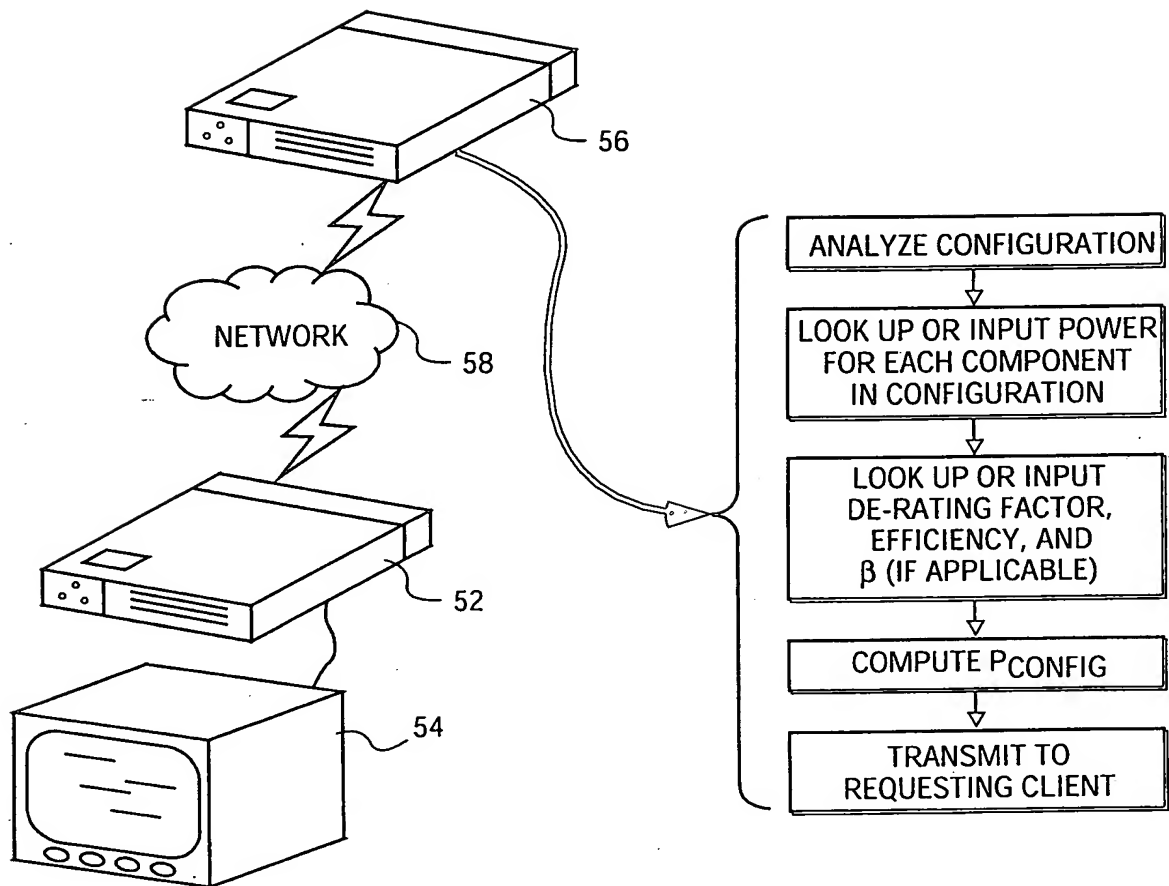 56
NETWORK
58
52
54
ANALYZE CONFIGURATION
LOOK UP OR INPUT POWER
FOR EACH COMPONENT
IN CONFIGURATION
LOOK UP OR INPUT
DE-RATING FACTOR,
EFFICIENCY, AND
β (IF APPLICABLE)
COMPUTE PCONFIG
TRANSMIT TO
REQUESTING CLIENT